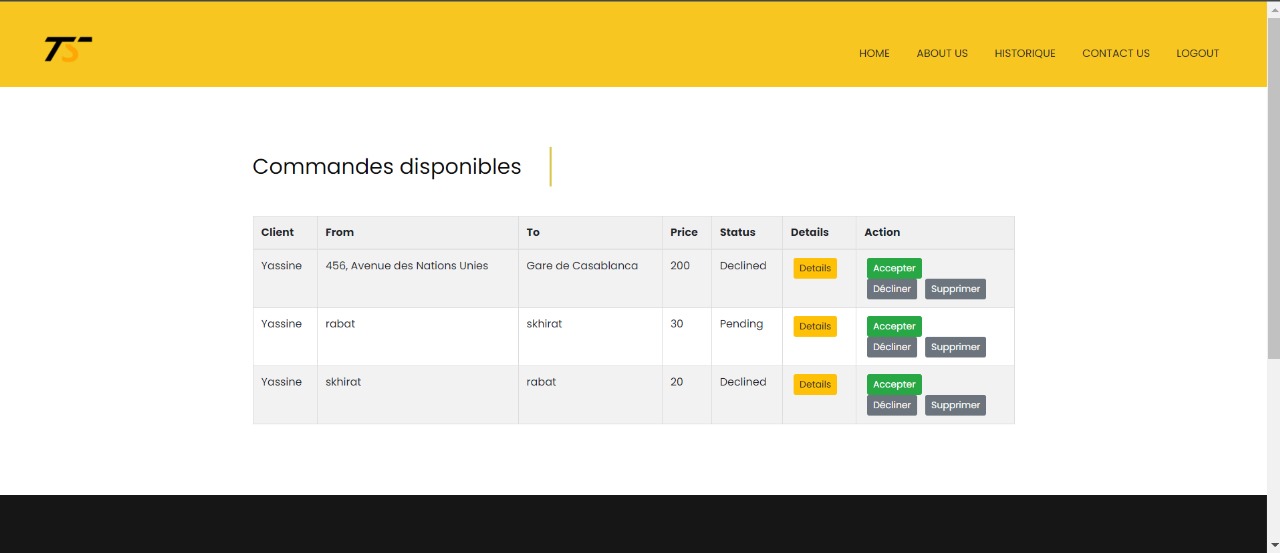 TS
HOME ABOUT US HISTORIQUE CONTACT US LOGOUT
Commandes disponibles
Client From To Price Status Details Action
Yassine 456, Avenue des Nations Unies Gare de Casablanca 200 Declined Details Accepter
Décliner Supprimer
Yassine rabat skhirat 30 Pending Details Accepter
Décliner Supprimer
Yassine skhirat rabat 20 Declined Details Accepter
Décliner Supprimer